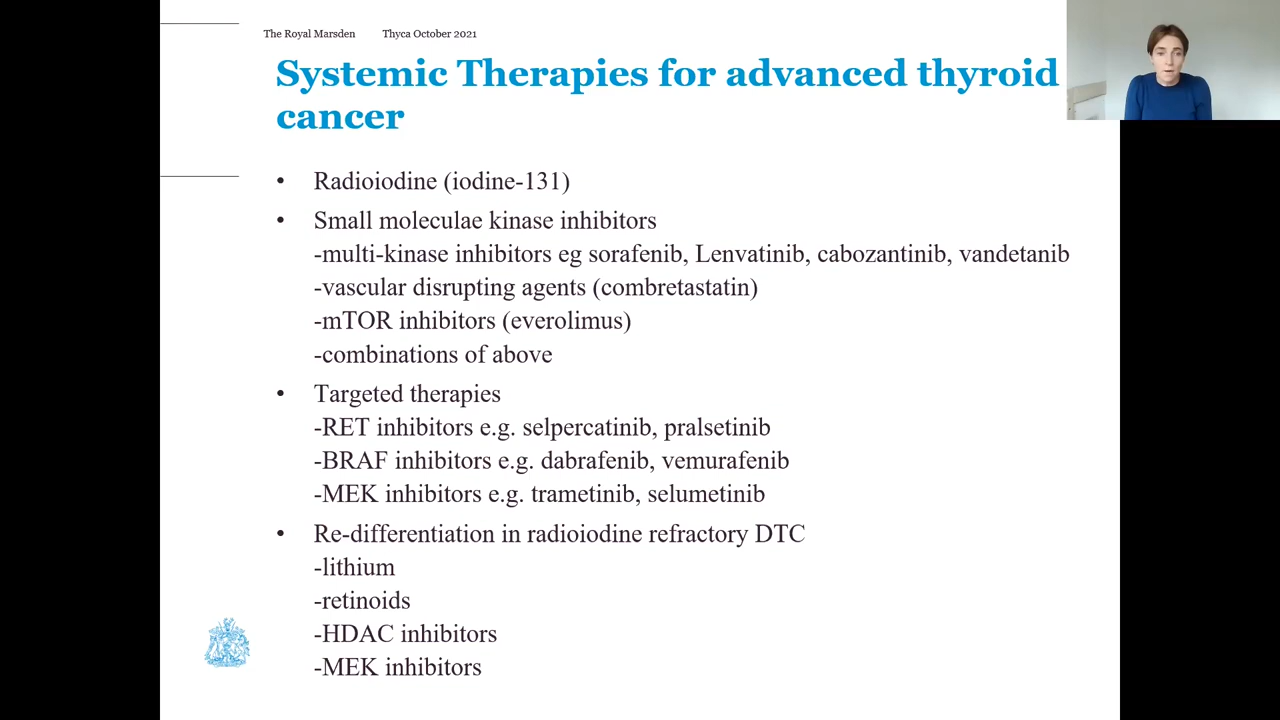 The Royal Marsden Thyca October 2021
Systemic Therapies for advanced thyroid
cancer
• Radioiodine (iodine-131)
• Small moleculae kinase inhibitors
-multi-kinase inhibitors eg sorafenib, Lenvatinib, cabozantinib, vandetanib
-vascular disrupting agents (combretastatin)
-mTOR inhibitors (everolimus)
-combinations of above
• Targeted therapies
-RET inhibitors e.g. selpercatinib, pralsetinib
-BRAF inhibitors e.g. dabrafenib, vemurafenib
-MEK inhibitors e.g. trametinib, selumetinib
• Re-differentiation in radioiodine refractory DTC
-lithium
-retinoids
-HDAC inhibitors
-MEK inhibitors